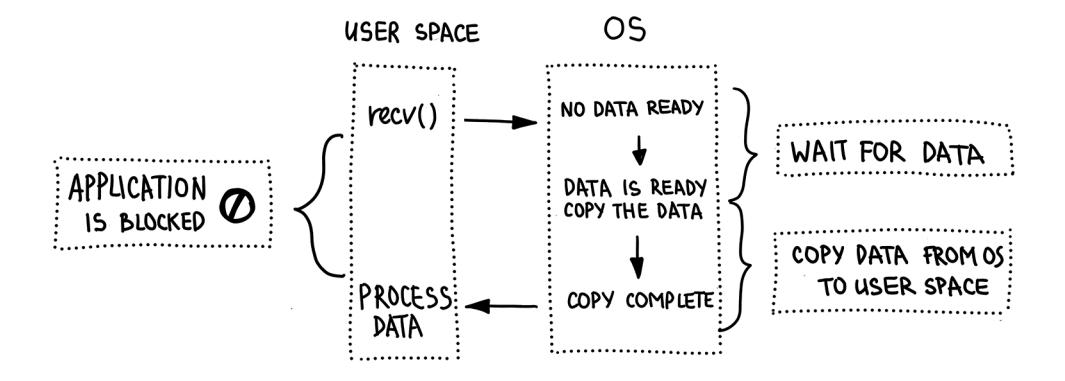 USER SPACE
OS
recv()
NO DATA READY
DATA IS READY
COPY THE DATA
COPY COMPLETE
PROCESS
DATA
APPLICATION
IS BLOCKED
WAIT FOR DATA
COPY DATA FROM OS
TO USER SPACE